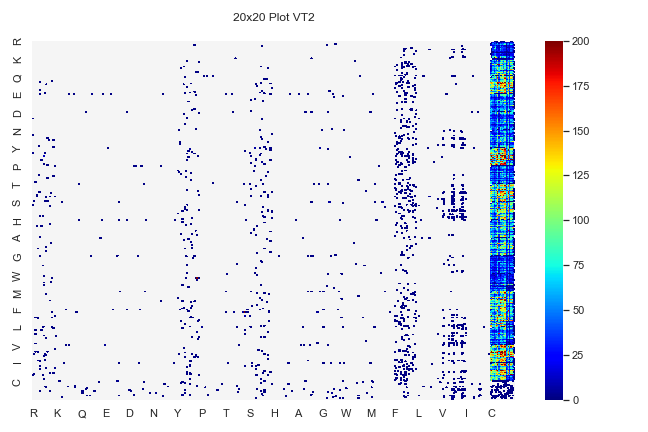 20x20 Plot VT2
R
K
Q
E
D
N
Y
P
T
S
H
A
G
W
M
F
L
V
I
C
R K Q E D N Y P T S H A G W M F L V I C
200
175
150
125
100
75
50
25
0